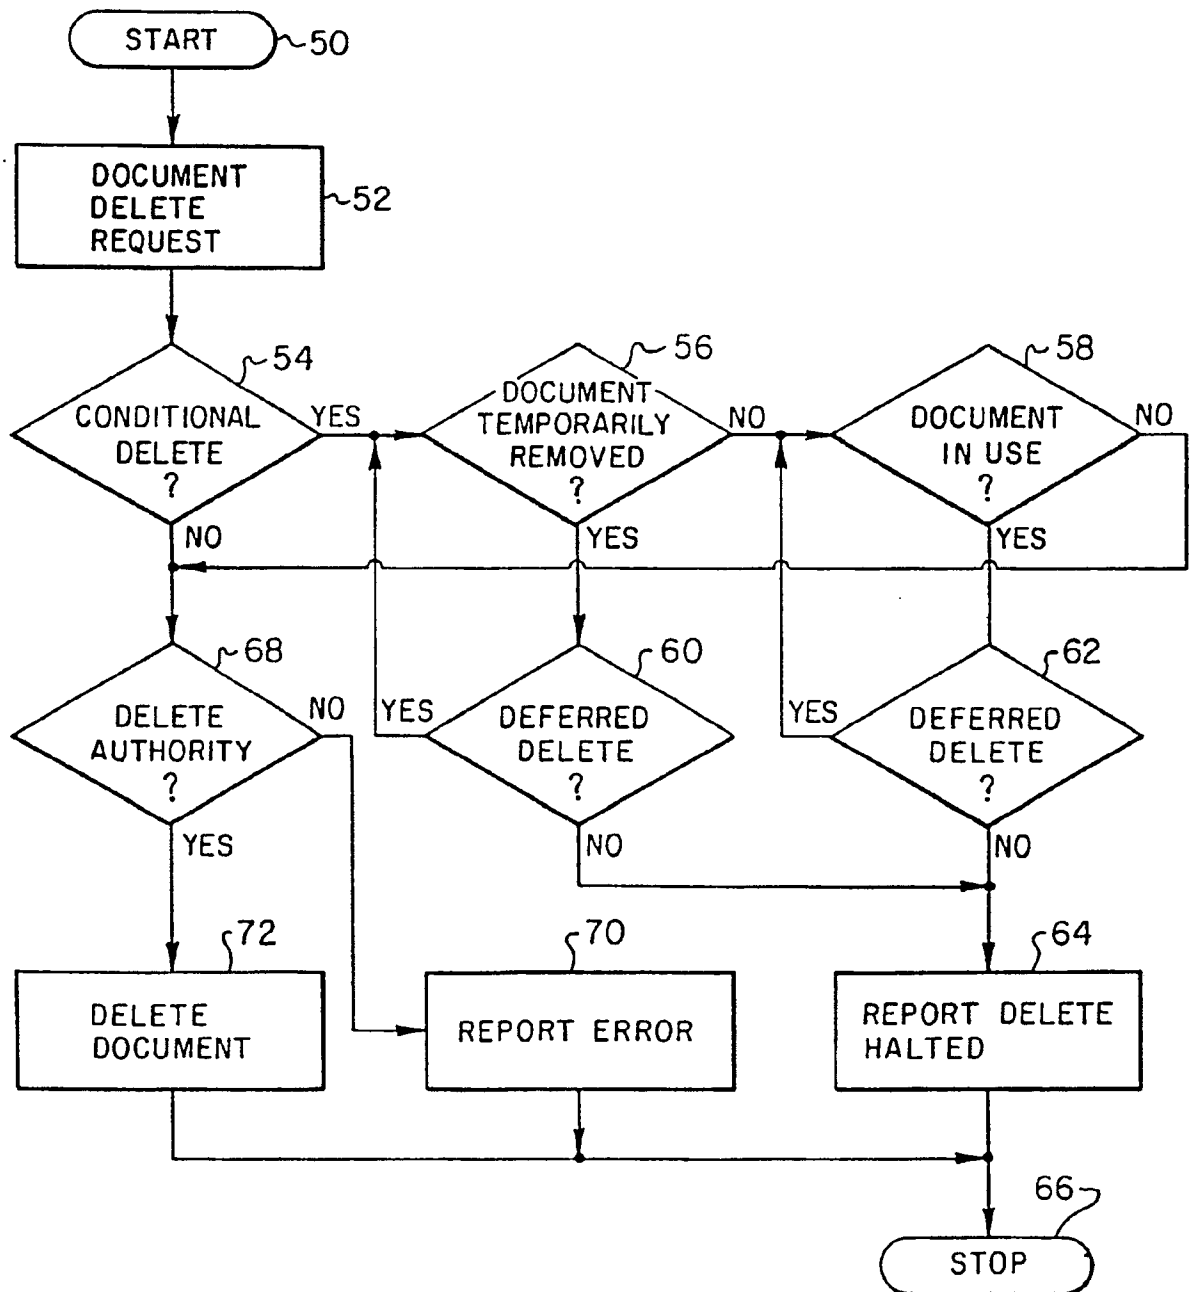 START
50
DOCUMENT
DELETE
REQUEST
52
54
CONDITIONAL
DELETE
?
YES
NO
56
DOCUMENT
TEMPORARILY
REMOVED
?
NO
YES
58
DOCUMENT
IN USE
?
NO
YES
68
DELETE
AUTHORITY
?
NO
YES
60
DEFERRED
DELETE
?
YES
NO
62
DEFERRED
DELETE
?
YES
NO
72
DELETE
DOCUMENT
70
REPORT ERROR
64
REPORT DELETE
HALTED
66
STOP